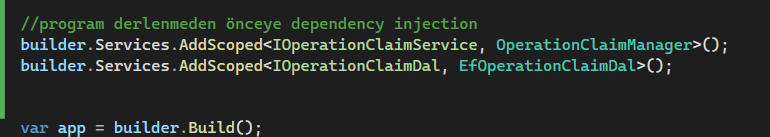 //program derlenmeden önceye dependency injection
builder.Services.AddScoped<IOperationClaimService, OperationClaimManager>();
builder.Services.AddScoped<IOperationClaimDal, EfOperationClaimDal>();
var app = builder.Build();